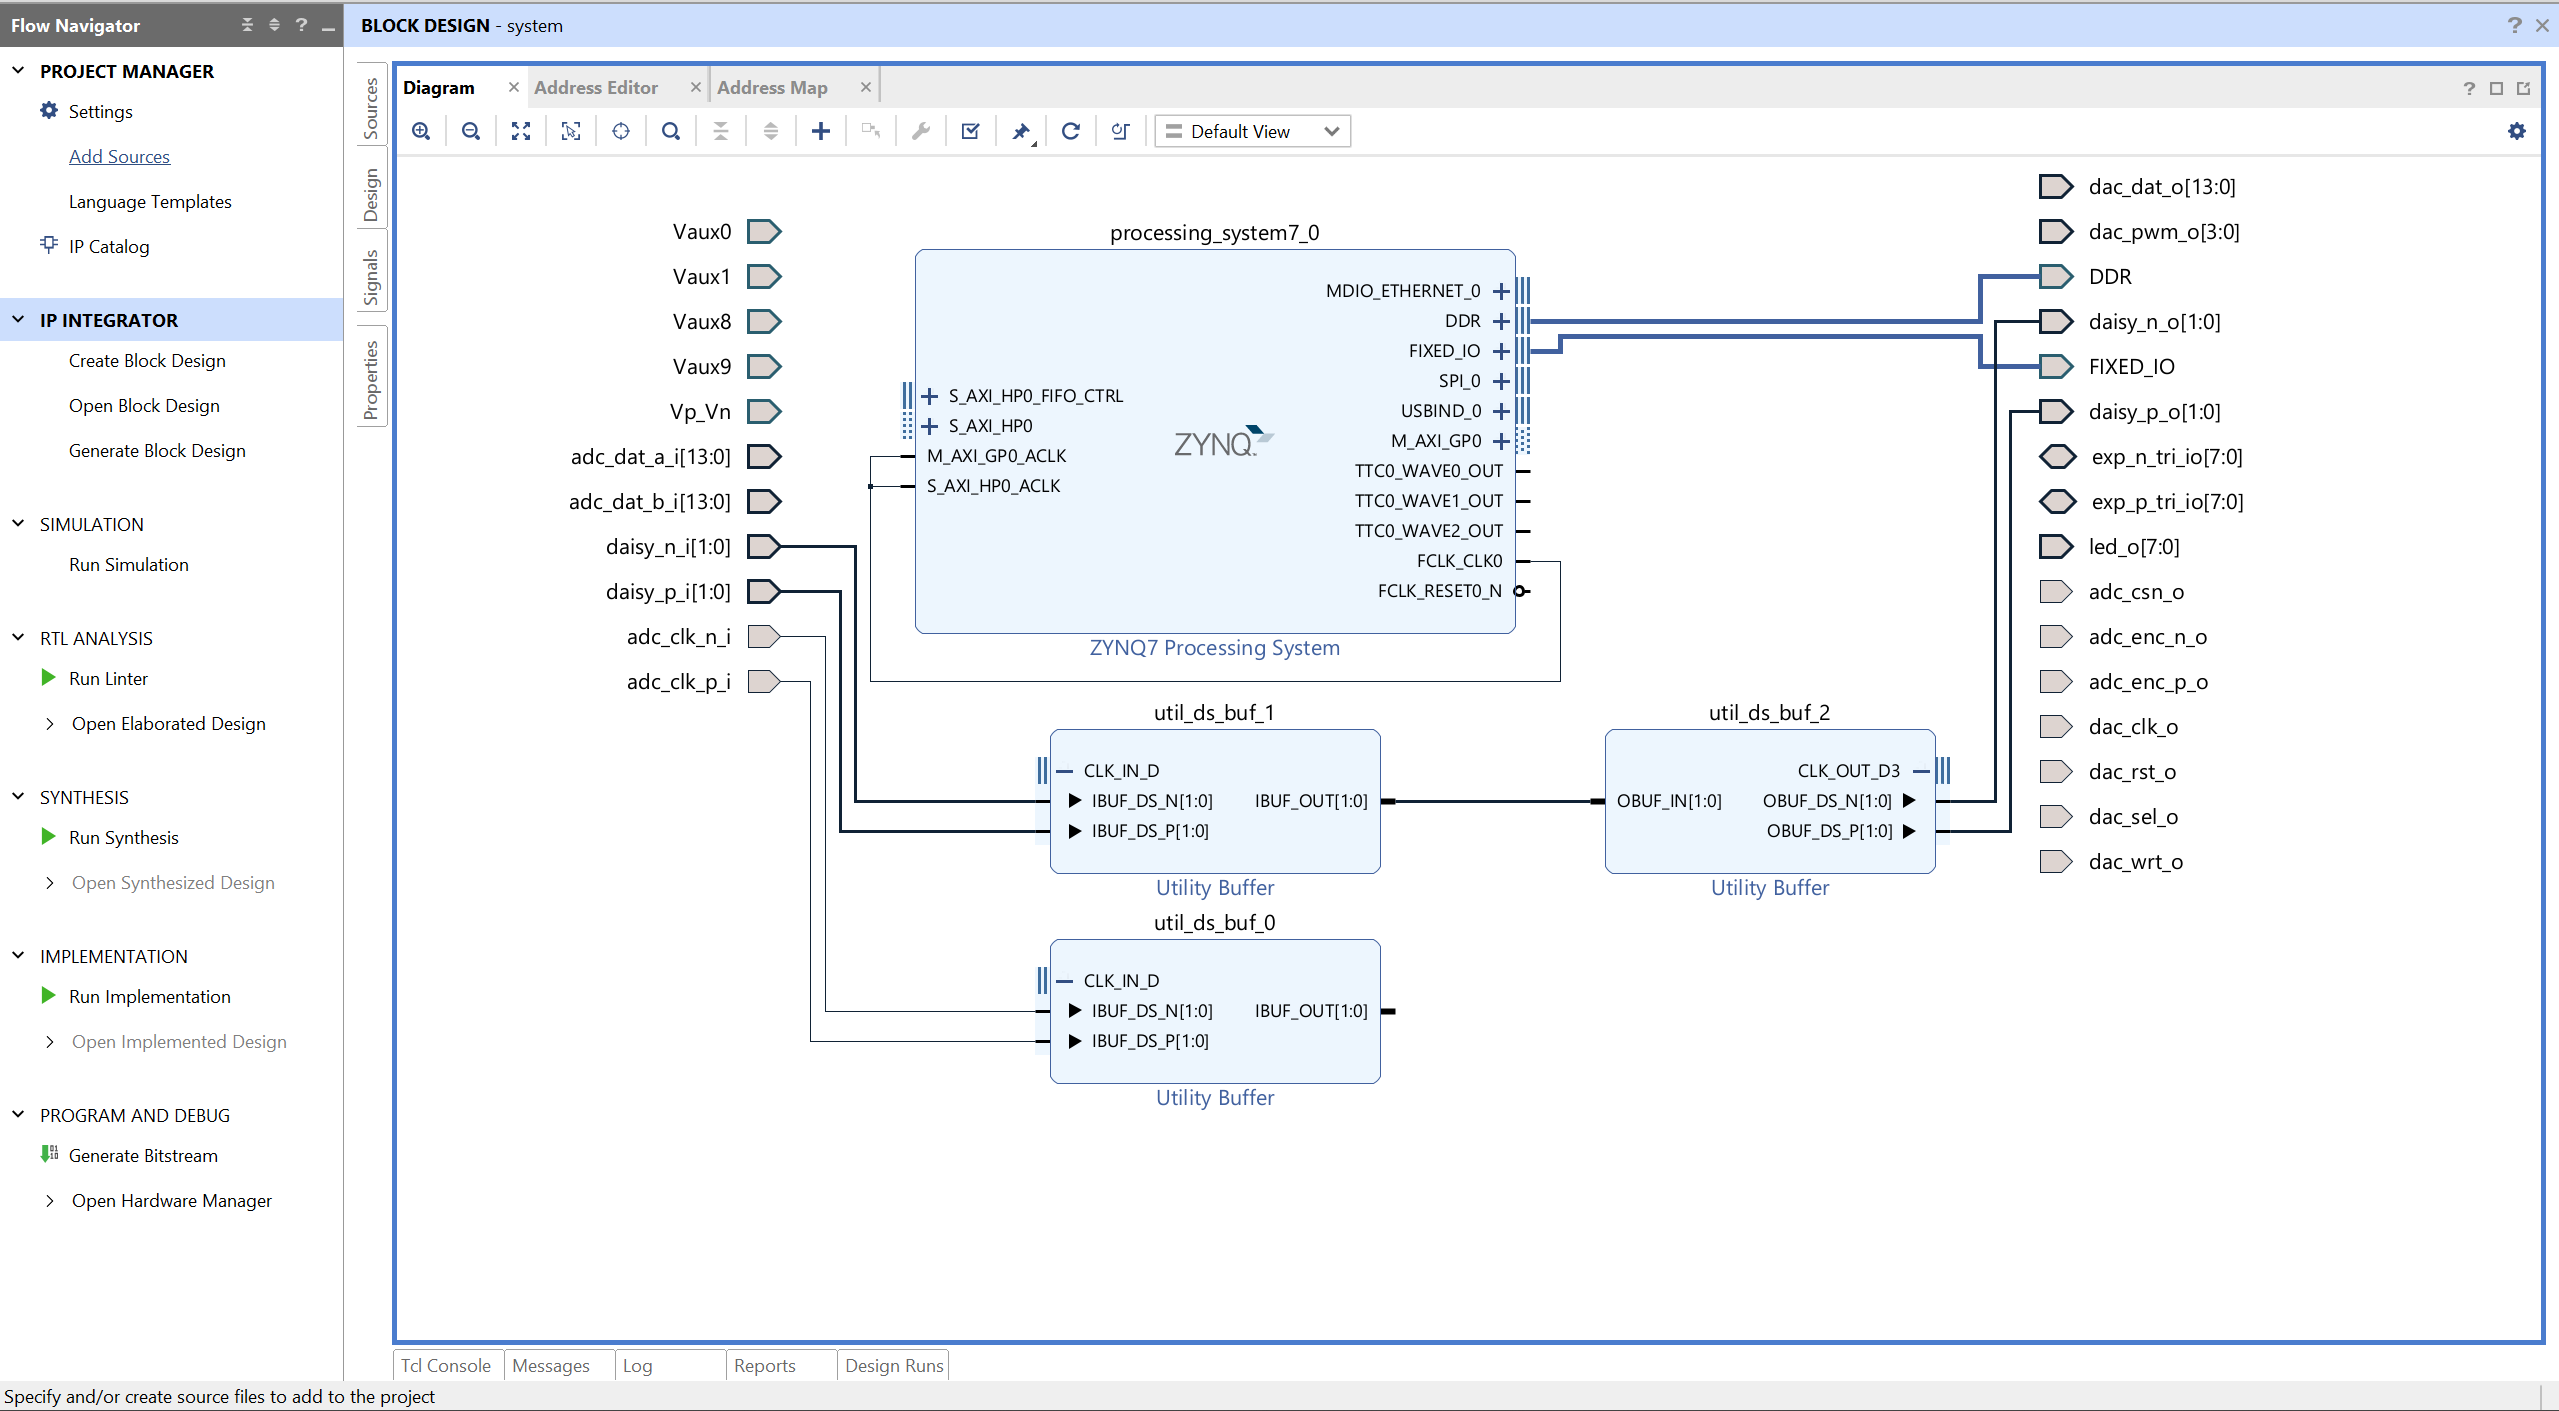 Flow Navigator
PROJECT MANAGER
Settings
Add Sources
Language Templates
IP Catalog
IP INTEGRATOR
Create Block Design
Open Block Design
Generate Block Design
SIMULATION
Run Simulation
RTL ANALYSIS
Run Linter
Open Elaborated Design
SYNTHESIS
Run Synthesis
Open Synthesized Design
IMPLEMENTATION
Run Implementation
Open Implemented Design
PROGRAM AND DEBUG
Generate Bitstream
Open Hardware Manager
BLOCK DESIGN - system
Sources
Design
Signals
Properties
Diagram
Address Editor
Address Map
Default View
Vaux0
Vaux1
Vaux8
Vaux9
Vp_Vn
adc_dat_a_i[13:0]
adc_dat_b_i[13:0]
daisy_n_i[1:0]
daisy_p_i[1:0]
adc_clk_n_i
adc_clk_p_i
processing_system7_0
S_AXI_HP0_FIFO_CTRL
S_AXI_HP0
M_AXI_GP0_ACLK
S_AXI_HP0_ACLK
ZYNQ
MDIO_ETHERNET_0
DDR
FIXED_IO
SPI_0
USBIND_0
M_AXI_GP0
TTC0_WAVE0_OUT
TTC0_WAVE1_OUT
TTC0_WAVE2_OUT
FCLK_CLK0
FCLK_RESET0_N
ZYNQ7 Processing System
util_ds_buf_1
CLK_IN_D
IBUF_DS_N[1:0]
IBUF_DS_P[1:0]
IBUF_OUT[1:0]
Utility Buffer
util_ds_buf_2
OBUF_IN[1:0]
CLK_OUT_D3
OBUF_DS_N[1:0]
OBUF_DS_P[1:0]
Utility Buffer
util_ds_buf_0
CLK_IN_D
IBUF_DS_N[1:0]
IBUF_DS_P[1:0]
IBUF_OUT[1:0]
Utility Buffer
dac_dat_o[13:0]
dac_pwm_o[3:0]
DDR
daisy_n_o[1:0]
FIXED_IO
daisy_p_o[1:0]
exp_n_tri_io[7:0]
exp_p_tri_io[7:0]
led_o[7:0]
adc_csn_o
adc_enc_n_o
adc_enc_p_o
dac_clk_o
dac_rst_o
dac_sel_o
dac_wrt_o
Tcl Console
Messages
Log
Reports
Design Runs
Specify and/or create source files to add to the project